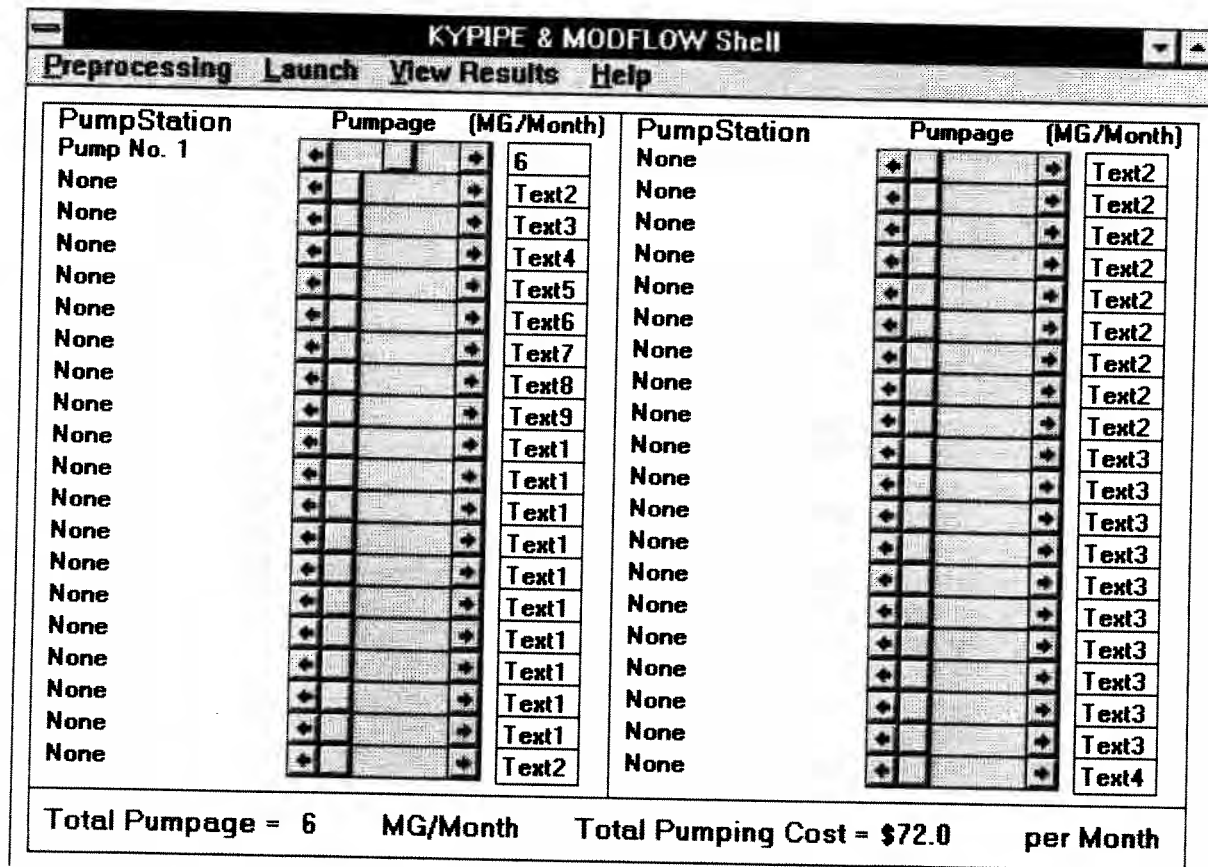 KYPIPE & MODFLOW Shell
Preprocessing Launch View Results Help
PumpStation Pumpage (MG/Month)
Pump No. 1 6
None Text2
None Text3
None Text4
None Text5
None Text6
None Text7
None Text8
None Text9
None Text1
None Text1
None Text1
None Text1
None Text1
None Text1
None Text1
None Text1
None Text1
None Text1
None Text2
PumpStation Pumpage (MG/Month)
None Text2
None Text2
None Text2
None Text2
None Text2
None Text2
None Text2
None Text2
None Text2
None Text3
None Text3
None Text3
None Text3
None Text3
None Text3
None Text3
None Text3
None Text3
None Text3
None Text4
Total Pumpage = 6 MG/Month Total Pumping Cost = $72.0 per Month